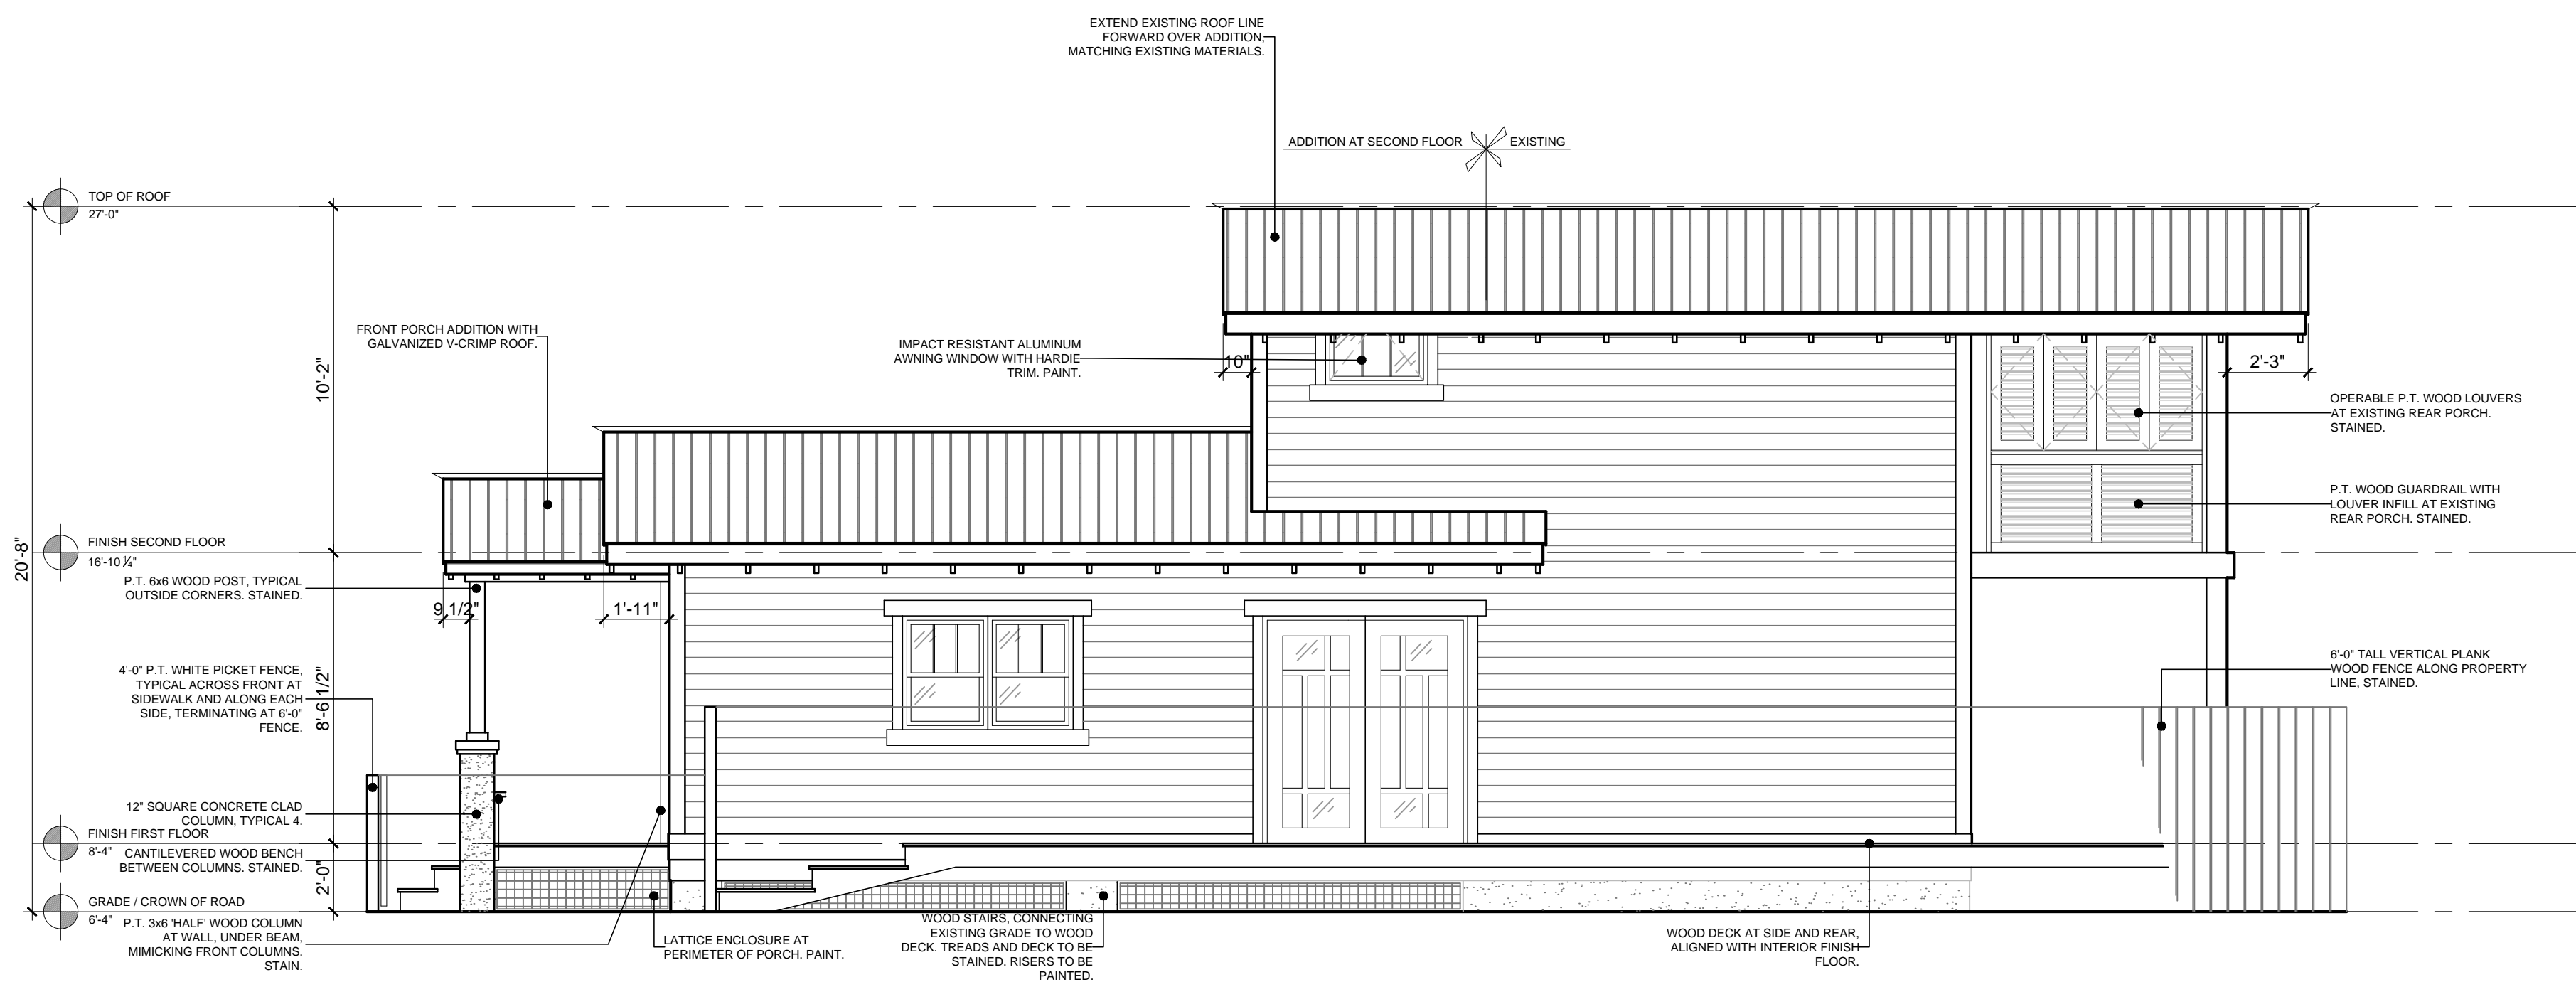 EXTEND EXISTING ROOF LINE
FORWARD OVER ADDITION,
MATCHING EXISTING MATERIALS.
ADDITION AT SECOND FLOOR
EXISTING
TOP OF ROOF
27'-0"
FRONT PORCH ADDITION WITH
GALVANIZED V-CRIMP ROOF.
IMPACT RESISTANT ALUMINUM
AWNING WINDOW WITH HARDIE
TRIM. PAINT.
10"
2'-3"
10'-2"
OPERABLE P.T. WOOD LOUVERS
AT EXISTING REAR PORCH.
STAINED.
P.T. WOOD GUARDRAIL WITH
LOUVER INFILL AT EXISTING
REAR PORCH. STAINED.
20'-8"
FINISH SECOND FLOOR
16'-10 ¼"
P.T. 6x6 WOOD POST, TYPICAL
OUTSIDE CORNERS. STAINED.
9 1/2"
1'-11"
4'-0" P.T. WHITE PICKET FENCE,
TYPICAL ACROSS FRONT AT
SIDEWALK AND ALONG EACH
SIDE, TERMINATING AT 6'-0"
FENCE.
8'-6 1/2"
6'-0" TALL VERTICAL PLANK
WOOD FENCE ALONG PROPERTY
LINE, STAINED.
12" SQUARE CONCRETE CLAD
COLUMN, TYPICAL 4.
FINISH FIRST FLOOR
8'-4"
CANTILEVERED WOOD BENCH
BETWEEN COLUMNS. STAINED.
2'-0"
GRADE / CROWN OF ROAD
6'-4"
P.T. 3x6 'HALF' WOOD COLUMN
AT WALL, UNDER BEAM,
MIMICKING FRONT COLUMNS.
STAIN.
LATTICE ENCLOSURE AT
PERIMETER OF PORCH. PAINT.
WOOD STAIRS, CONNECTING
EXISTING GRADE TO WOOD
DECK. TREADS AND DECK TO BE
STAINED. RISERS TO BE
PAINTED.
WOOD DECK AT SIDE AND REAR,
ALIGNED WITH INTERIOR FINISH
FLOOR.